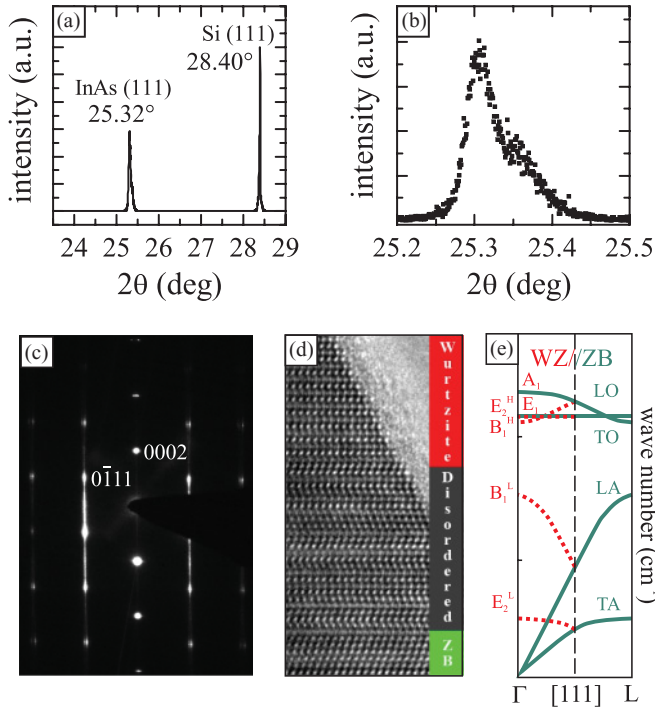 (a)
intensity (a.u.)
Si (111)
28.40°
InAs (111)
25.32°
24 25 26 27 28 29
2θ (deg)
(b)
intensity (a.u.)
25.2 25.3 25.4 25.5
2θ (deg)
(c)
0002
01̄11
(d)
Wurtzite
Disordered
ZB
(e)
WZ//ZB
A₁
LO
E₂ᴴ
E₁
B₁ᴴ
TO
B₁ᴸ
LA
E₂ᴸ
TA
Γ [111] L
wave number(cm⁻